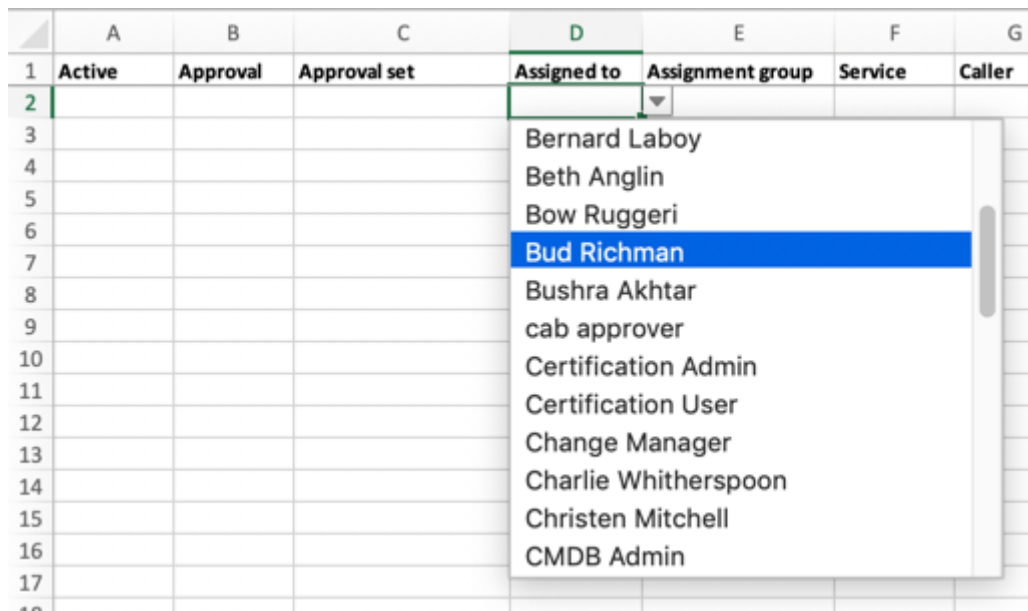 A B C D E F G
1 Active Approval Approval set Assigned to Assignment group Service Caller
2
3 Bernard Laboy
4 Beth Anglin
5 Bow Ruggeri
6 Bud Richman
7
8 Bushra Akhtar
9 cab approver
10 Certification Admin
11 Certification User
12
13 Change Manager
14 Charlie Whitherspoon
15 Christen Mitchell
16 CMDB Admin
17